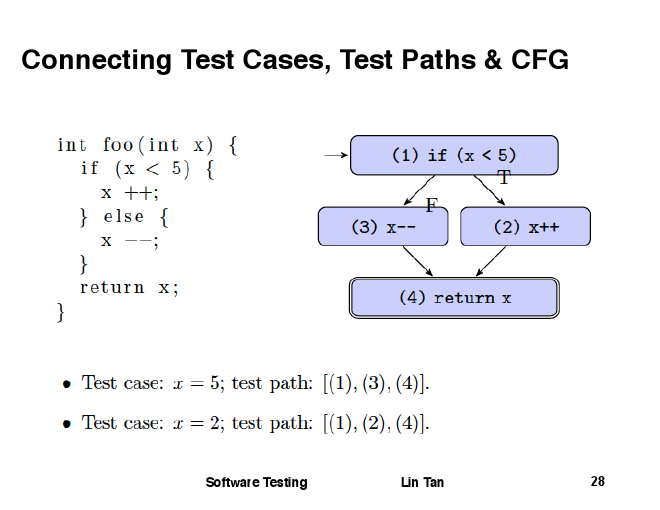 Connecting Test Cases, Test Paths & CFG
int foo(int x) {
if (x < 5) {
x ++;
} else {
x --;
}
return x;
}
(1) if (x < 5)
T
F
(3) x--
(2) x++
(4) return x
• Test case: x = 5; test path: [(1), (3), (4)].
• Test case: x = 2; test path: [(1), (2), (4)].
Software Testing Lin Tan 28